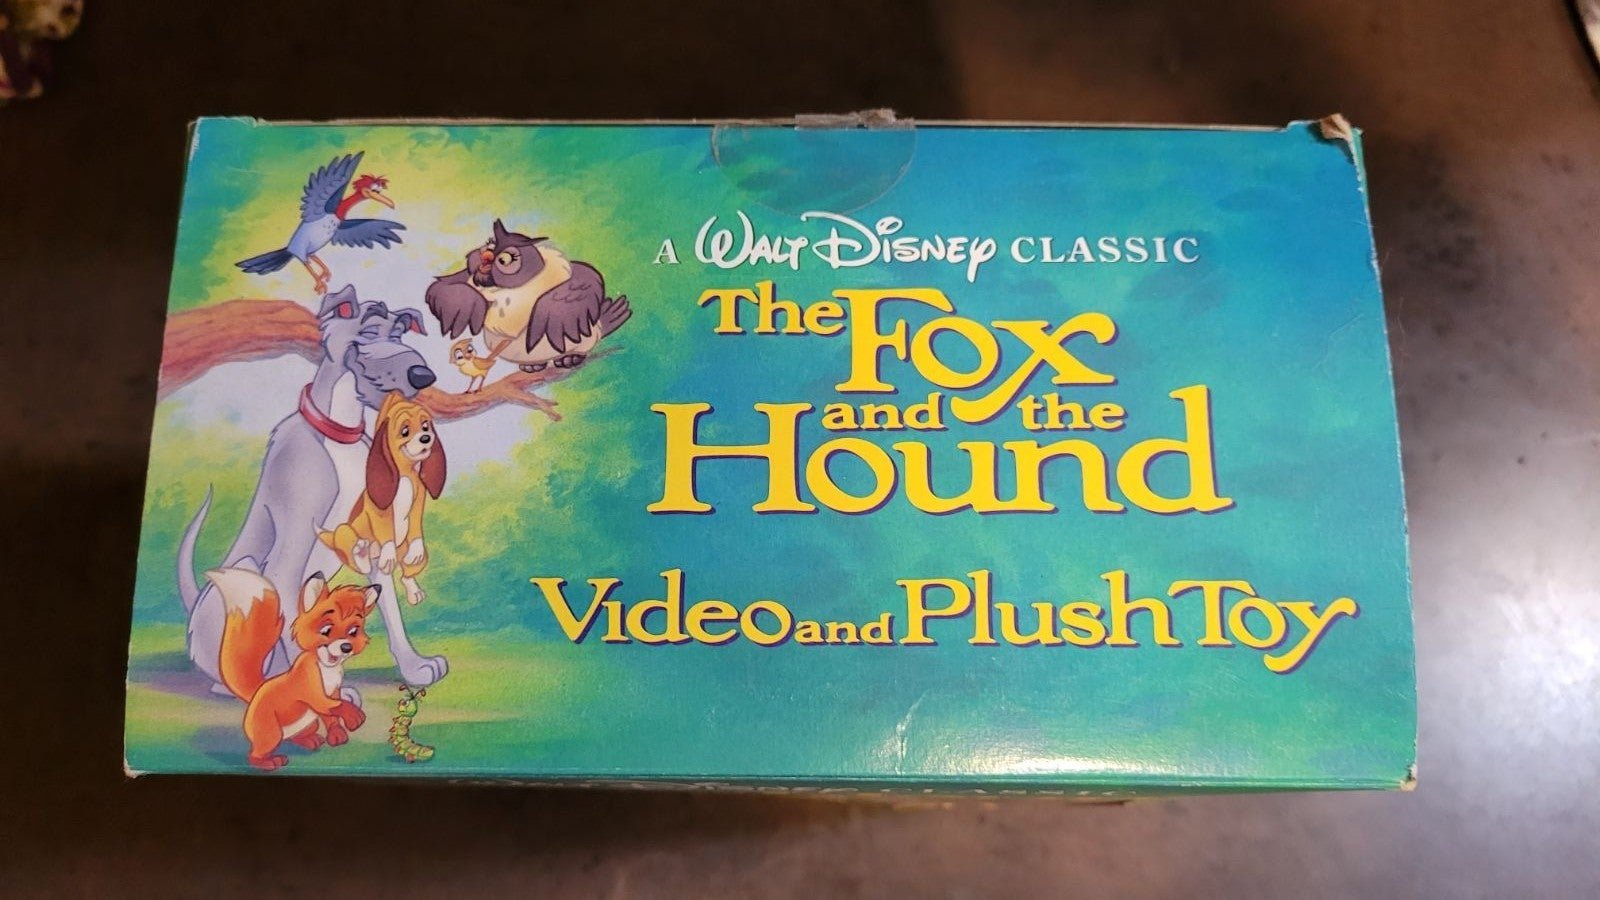 A WALT DISNEY CLASSIC
The Fox
and the
Hound
Video and Plush Toy